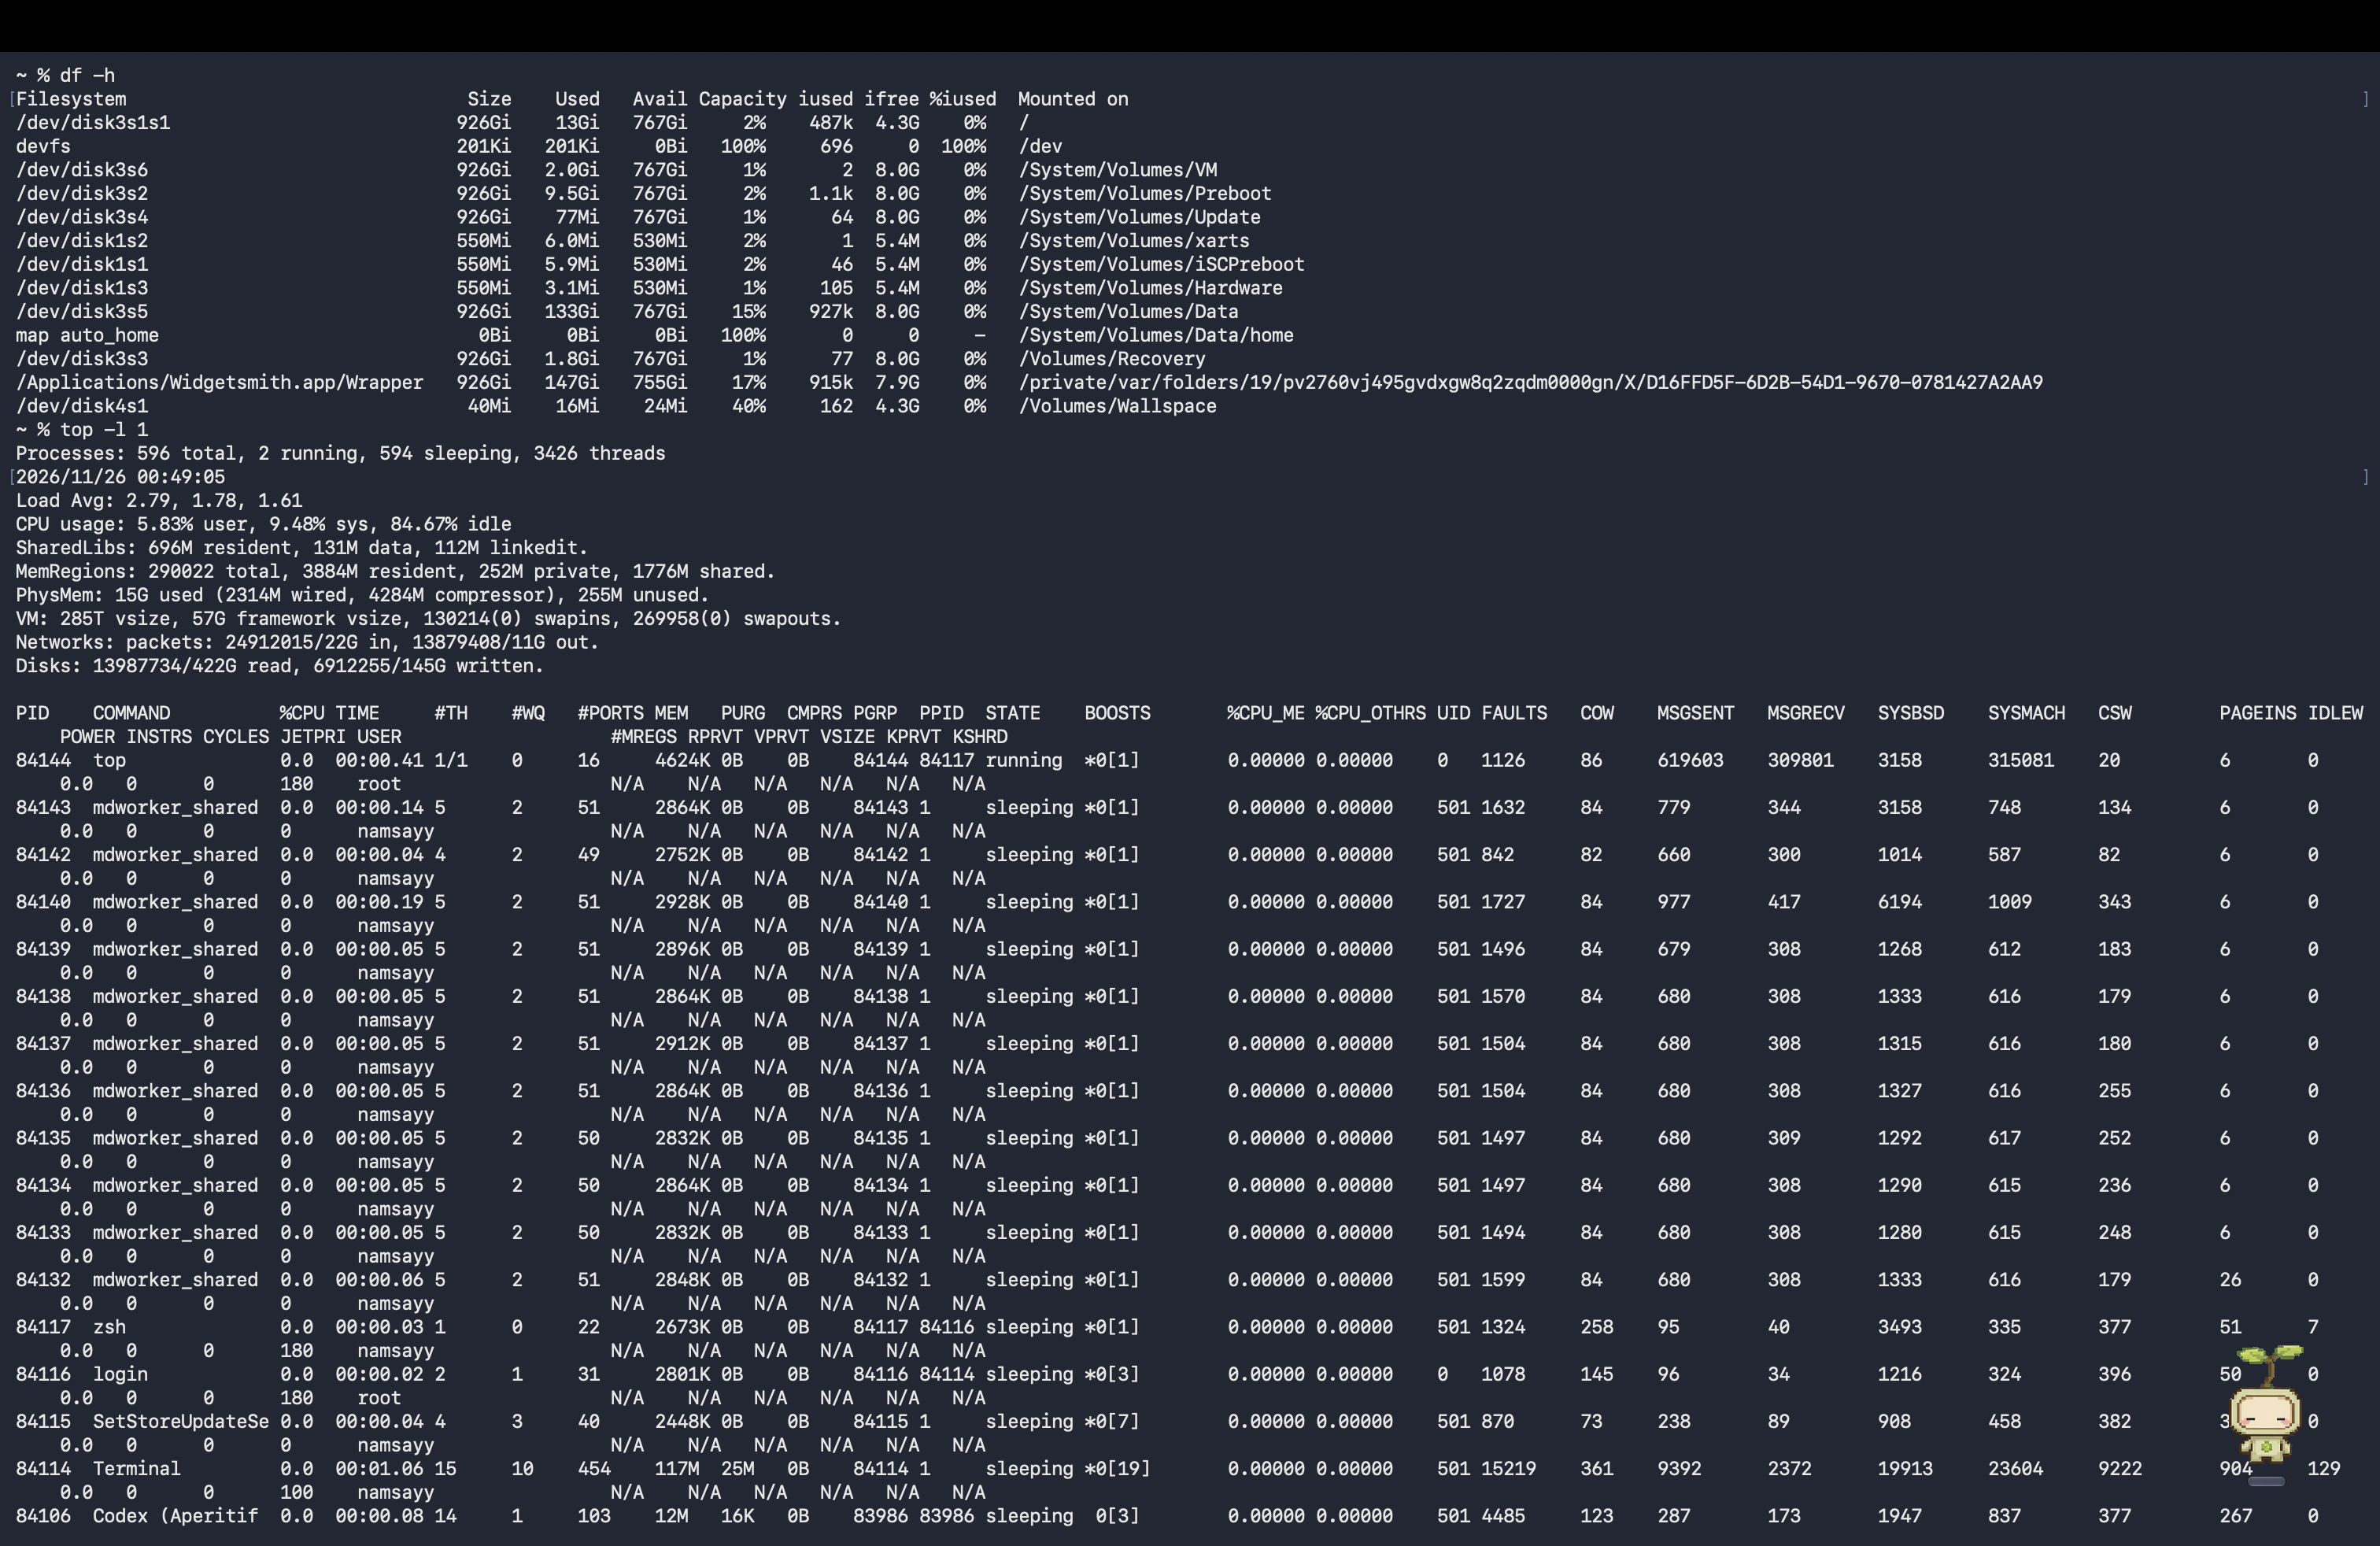 ~ % df -h
[Filesystem Size Used Avail Capacity iused ifree %iused Mounted on ]
/dev/disk3s1s1 926Gi 13Gi 767Gi 2% 487k 4.3G 0% /
devfs 201Ki 201Ki 0Bi 100% 696 0 100% /dev
/dev/disk3s6 926Gi 2.0Gi 767Gi 1% 2 8.0G 0% /System/Volumes/VM
/dev/disk3s2 926Gi 9.5Gi 767Gi 2% 1.1k 8.0G 0% /System/Volumes/Preboot
/dev/disk3s4 926Gi 77Mi 767Gi 1% 64 8.0G 0% /System/Volumes/Update
/dev/disk1s2 550Mi 6.0Mi 530Mi 2% 1 5.4M 0% /System/Volumes/xarts
/dev/disk1s1 550Mi 5.9Mi 530Mi 2% 46 5.4M 0% /System/Volumes/iSCPreboot
/dev/disk1s3 550Mi 3.1Mi 530Mi 1% 105 5.4M 0% /System/Volumes/Hardware
/dev/disk3s5 926Gi 133Gi 767Gi 15% 927k 8.0G 0% /System/Volumes/Data
map auto_home 0Bi 0Bi 0Bi 100% 0 0 - /System/Volumes/Data/home
/dev/disk3s3 926Gi 1.8Gi 767Gi 1% 77 8.0G 0% /Volumes/Recovery
/Applications/Widgetsmith.app/Wrapper 926Gi 147Gi 755Gi 17% 915k 7.9G 0% /private/var/folders/19/pv2760vj495gvdxgw8q2zqdm0000gn/X/D16FFD5F-6D2B-54D1-9670-0781427A2AA9
/dev/disk4s1 40Mi 16Mi 24Mi 40% 162 4.3G 0% /Volumes/Wallspace
~ % top -l 1
Processes: 596 total, 2 running, 594 sleeping, 3426 threads
[2026/11/26 00:49:05 ]
Load Avg: 2.79, 1.78, 1.61
CPU usage: 5.83% user, 9.48% sys, 84.67% idle
SharedLibs: 696M resident, 131M data, 112M linkedit.
MemRegions: 290022 total, 3884M resident, 252M private, 1776M shared.
PhysMem: 15G used (2314M wired, 4284M compressor), 255M unused.
VM: 285T vsize, 57G framework vsize, 130214(0) swapins, 269958(0) swapouts.
Networks: packets: 24912015/22G in, 13879408/11G out.
Disks: 13987734/422G read, 6912255/145G written.
PID COMMAND %CPU TIME #TH #WQ #PORTS MEM PURG CMPRS PGRP PPID STATE BOOSTS %CPU_ME %CPU_OTHRS UID FAULTS COW MSGSENT MSGRECV SYSBSD SYSMACH CSW PAGEINS IDLEW
POWER INSTRS CYCLES JETPRI USER #MREGS RPRVT VPRVT VSIZE KPRVT KSHRD
84144 top 0.0 00:00.41 1/1 0 16 4624K 0B 0B 84144 84117 running *0[1] 0.00000 0.00000 0 1126 86 619603 309801 3158 315081 20 6 0
0.0 0 0 180 root N/A N/A N/A N/A N/A N/A
84143 mdworker_shared 0.0 00:00.14 5 2 51 2864K 0B 0B 84143 1 sleeping *0[1] 0.00000 0.00000 501 1632 84 779 344 3158 748 134 6 0
0.0 0 0 0 namsayy N/A N/A N/A N/A N/A N/A
84142 mdworker_shared 0.0 00:00.04 4 2 49 2752K 0B 0B 84142 1 sleeping *0[1] 0.00000 0.00000 501 842 82 660 300 1014 587 82 6 0
0.0 0 0 0 namsayy N/A N/A N/A N/A N/A N/A
84140 mdworker_shared 0.0 00:00.19 5 2 51 2928K 0B 0B 84140 1 sleeping *0[1] 0.00000 0.00000 501 1727 84 977 417 6194 1009 343 6 0
0.0 0 0 0 namsayy N/A N/A N/A N/A N/A N/A
84139 mdworker_shared 0.0 00:00.05 5 2 51 2896K 0B 0B 84139 1 sleeping *0[1] 0.00000 0.00000 501 1496 84 679 308 1268 612 183 6 0
0.0 0 0 0 namsayy N/A N/A N/A N/A N/A N/A
84138 mdworker_shared 0.0 00:00.05 5 2 51 2864K 0B 0B 84138 1 sleeping *0[1] 0.00000 0.00000 501 1570 84 680 308 1333 616 179 6 0
0.0 0 0 0 namsayy N/A N/A N/A N/A N/A N/A
84137 mdworker_shared 0.0 00:00.05 5 2 51 2912K 0B 0B 84137 1 sleeping *0[1] 0.00000 0.00000 501 1504 84 680 308 1315 616 180 6 0
0.0 0 0 0 namsayy N/A N/A N/A N/A N/A N/A
84136 mdworker_shared 0.0 00:00.05 5 2 51 2864K 0B 0B 84136 1 sleeping *0[1] 0.00000 0.00000 501 1504 84 680 308 1327 616 255 6 0
0.0 0 0 0 namsayy N/A N/A N/A N/A N/A N/A
84135 mdworker_shared 0.0 00:00.05 5 2 50 2832K 0B 0B 84135 1 sleeping *0[1] 0.00000 0.00000 501 1497 84 680 309 1292 617 252 6 0
0.0 0 0 0 namsayy N/A N/A N/A N/A N/A N/A
84134 mdworker_shared 0.0 00:00.05 5 2 50 2864K 0B 0B 84134 1 sleeping *0[1] 0.00000 0.00000 501 1497 84 680 308 1290 615 236 6 0
0.0 0 0 0 namsayy N/A N/A N/A N/A N/A N/A
84133 mdworker_shared 0.0 00:00.05 5 2 50 2832K 0B 0B 84133 1 sleeping *0[1] 0.00000 0.00000 501 1494 84 680 308 1280 615 248 6 0
0.0 0 0 0 namsayy N/A N/A N/A N/A N/A N/A
84132 mdworker_shared 0.0 00:00.06 5 2 51 2848K 0B 0B 84132 1 sleeping *0[1] 0.00000 0.00000 501 1599 84 680 308 1333 616 179 26 0
0.0 0 0 0 namsayy N/A N/A N/A N/A N/A N/A
84117 zsh 0.0 00:00.03 1 0 22 2673K 0B 0B 84117 84116 sleeping *0[1] 0.00000 0.00000 501 1324 258 95 40 3493 335 377 51 7
0.0 0 0 180 namsayy N/A N/A N/A N/A N/A N/A
84116 login 0.0 00:00.02 2 1 31 2801K 0B 0B 84116 84114 sleeping *0[3] 0.00000 0.00000 0 1078 145 96 34 1216 324 396 50 0
0.0 0 0 180 root N/A N/A N/A N/A N/A N/A
84115 SetStoreUpdateSe 0.0 00:00.04 4 3 40 2448K 0B 0B 84115 1 sleeping *0[7] 0.00000 0.00000 501 870 73 238 89 908 458 382 0
0.0 0 0 0 namsayy N/A N/A N/A N/A N/A N/A
84114 Terminal 0.0 00:01.06 15 10 454 117M 25M 0B 84114 1 sleeping *0[19] 0.00000 0.00000 501 15219 361 9392 2372 19913 23604 9222 904 129
0.0 0 0 100 namsayy N/A N/A N/A N/A N/A N/A
84106 Codex (Aperitif 0.0 00:00.08 14 1 103 12M 16K 0B 83986 83986 sleeping 0[3] 0.00000 0.00000 501 4485 123 287 173 1947 837 377 267 0